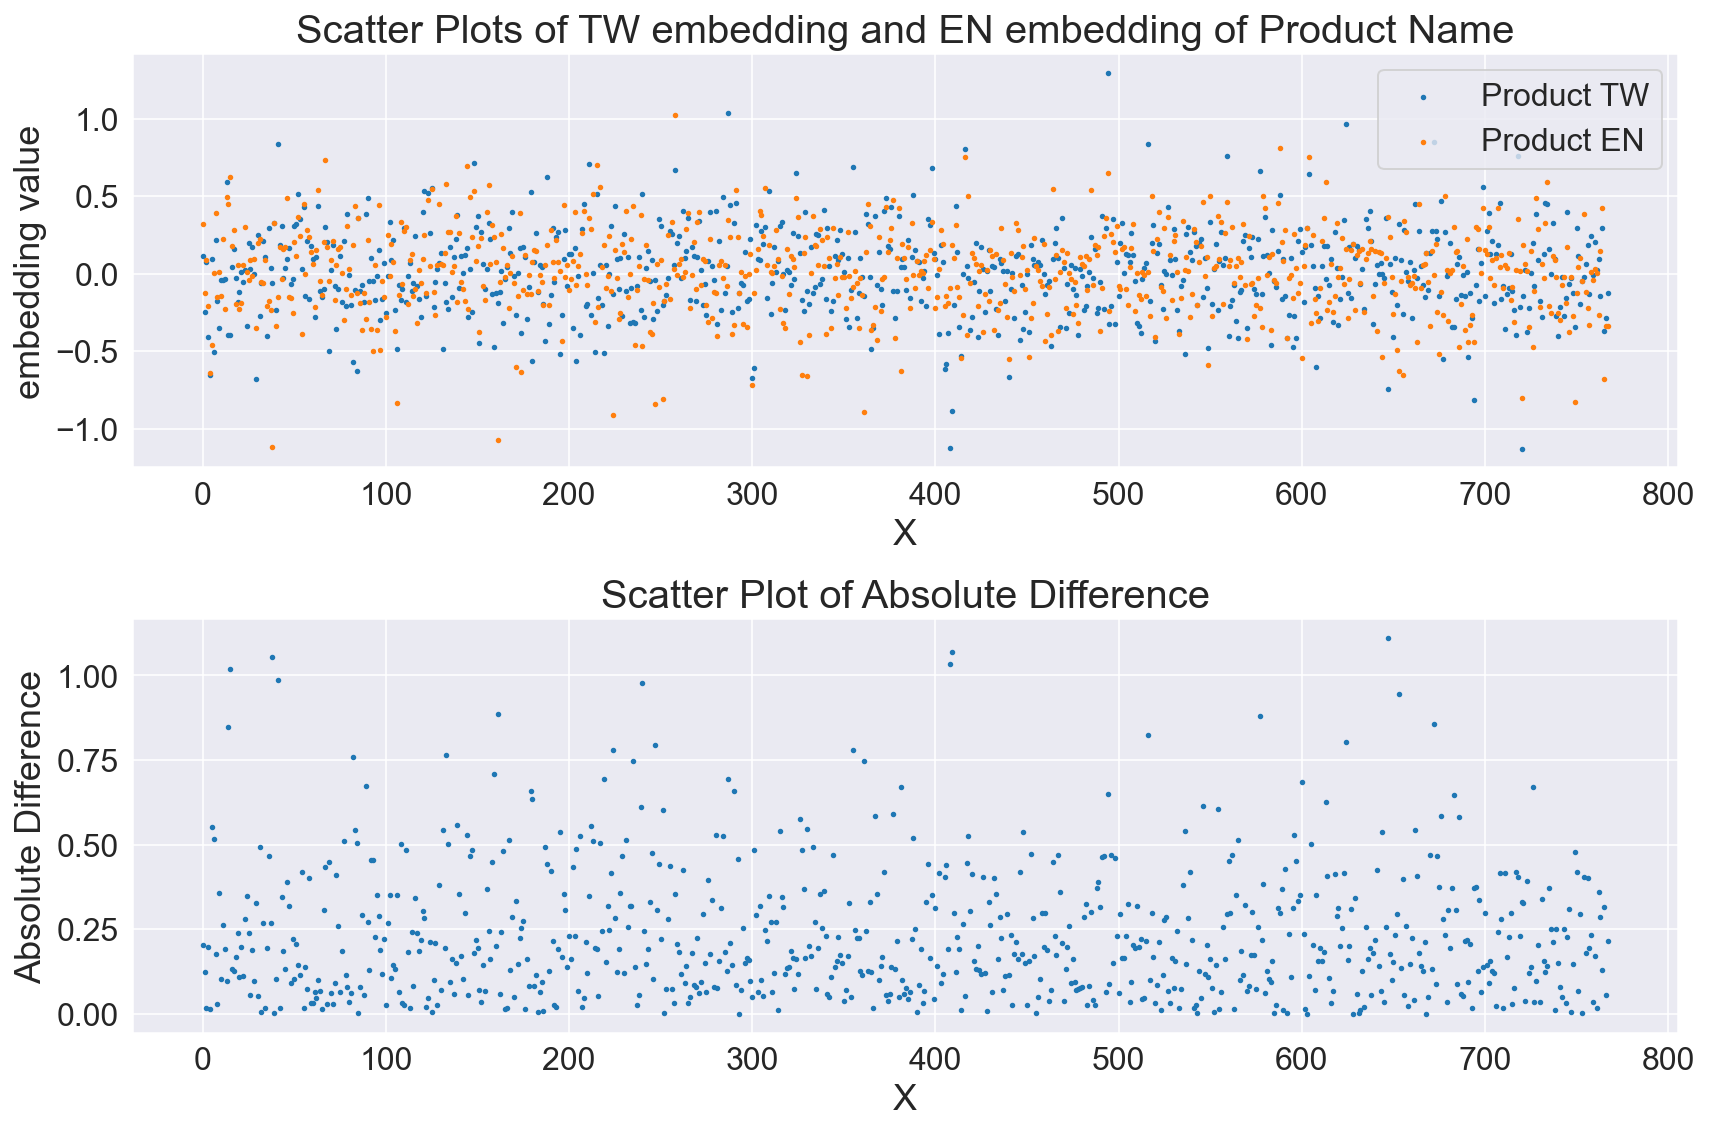 Scatter Plots of TW embedding and EN embedding of Product Name
embedding value
1.0
0.5
0.0
−0.5
−1.0
Product TW
Product EN
0 100 200 300 400 500 600 700 800
X
Scatter Plot of Absolute Difference
Absolute Difference
1.00
0.75
0.50
0.25
0.00
0 100 200 300 400 500 600 700 800
X